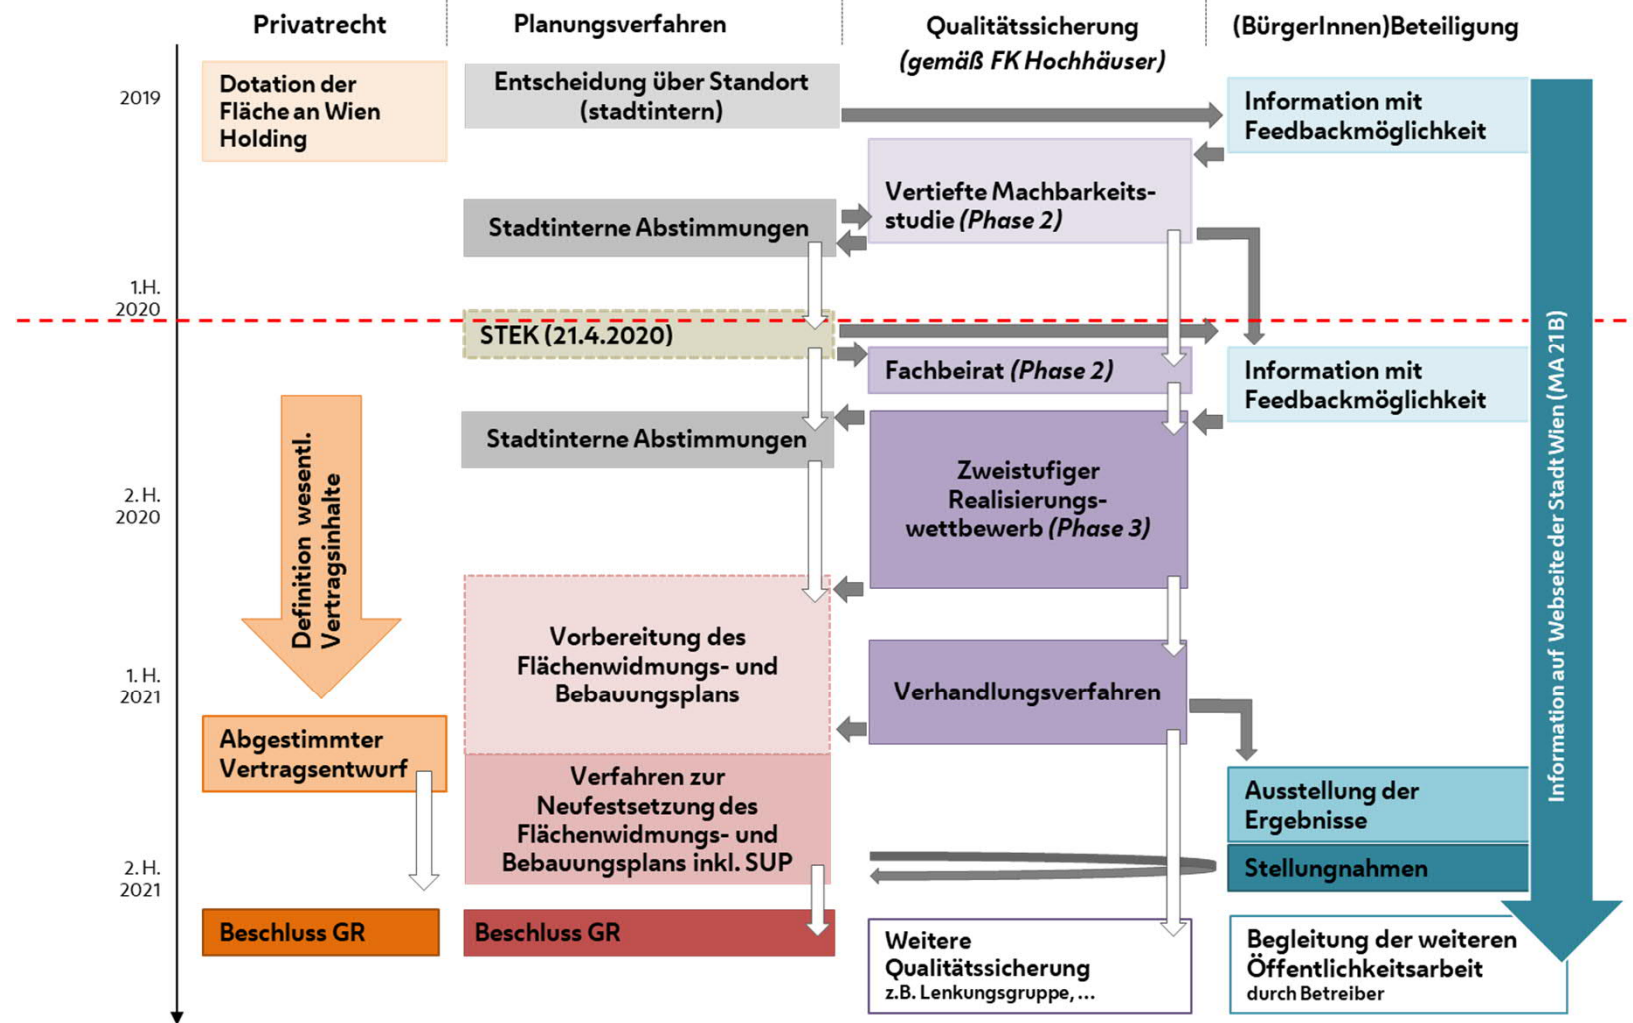 Privatrecht
Planungsverfahren
Qualitätssicherung
(gemäß FK Hochhäuser)
(BürgerInnen)Beteiligung
2019
Dotation der
Fläche an Wien
Holding
Entscheidung über Standort
(stadtintern)
Information mit
Feedbackmöglichkeit
Vertiefte Machbarkeits-
studie (Phase 2)
Stadtinterne Abstimmungen
1.H.
2020
STEK (21.4.2020)
Fachbeirat (Phase 2)
Information mit
Feedbackmöglichkeit
Stadtinterne Abstimmungen
Definition wesentl.
Vertragsinhalte
2. H.
2020
Zweistufiger
Realisierungs-
wettbewerb (Phase 3)
Information auf Webseite der Stadt Wien (MA 21 B)
Vorbereitung des
Flächenwidmungs- und
Bebauungsplans
1. H.
2021
Verhandlungsverfahren
Abgestimmter
Vertragsentwurf
Verfahren zur
Neufestsetzung des
Flächenwidmungs- und
Bebauungsplans inkl. SUP
Ausstellung der
Ergebnisse
2. H.
2021
Stellungnahmen
Beschluss GR
Beschluss GR
Weitere
Qualitätssicherung
z.B. Lenkungsgruppe, ...
Begleitung der weiteren
Öffentlichkeitsarbeit
durch Betreiber